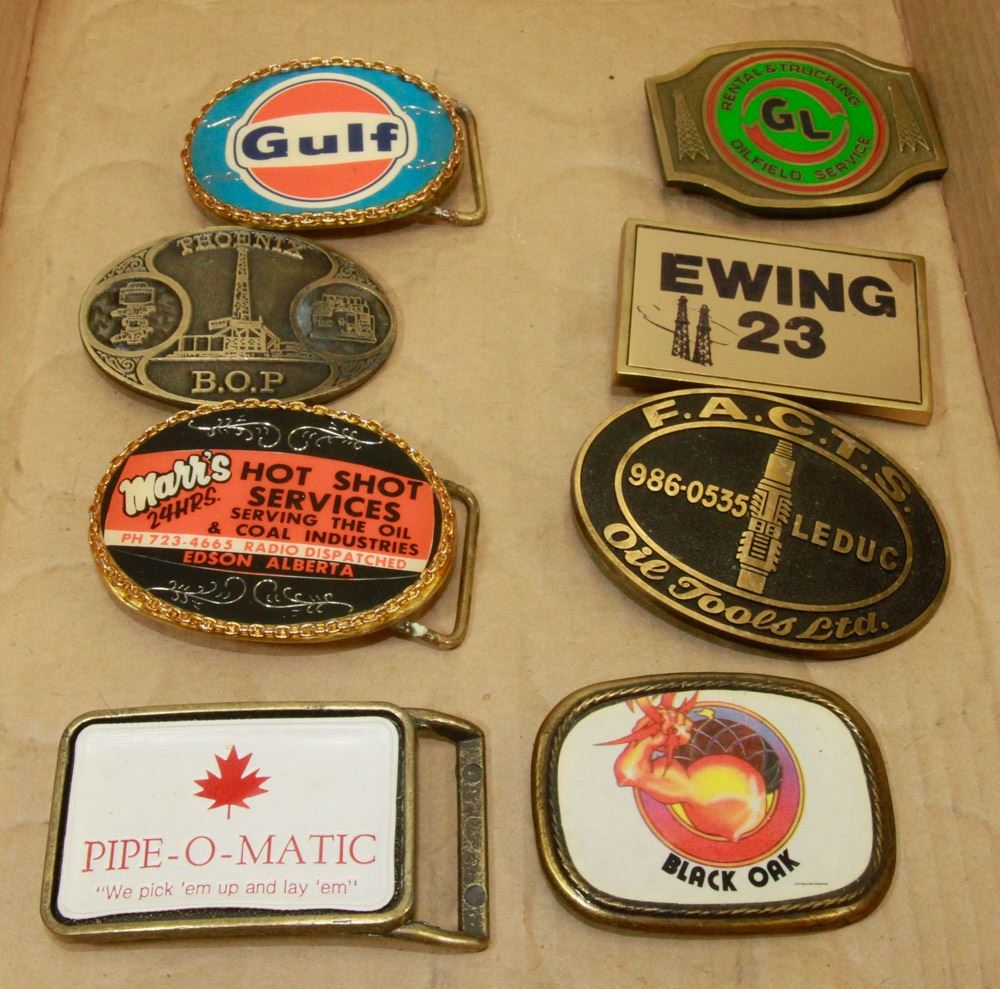 Gulf
RENTAL & TRUCKING
GL
OILFIELD SERVICE
PHOENIX
B.O.P
EWING
23
Marr's
24HRS.
HOT SHOT
SERVICES
SERVING THE OIL
& COAL INDUSTRIES
PH 723-4665 RADIO DISPATCHED
EDSON ALBERTA
F.A.C.T.S.
986-0535
LEDUC
Oil Tools Ltd.
PIPE-O-MATIC
"We pick 'em up and lay 'em"
BLACK OAK